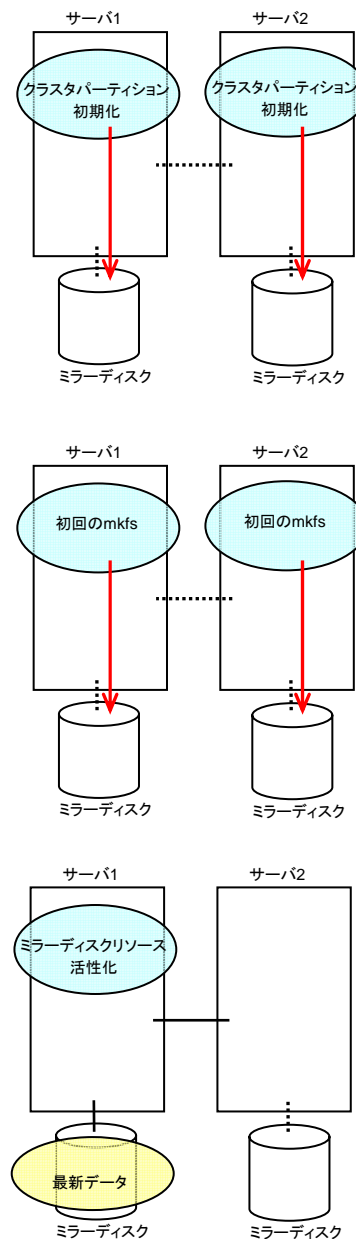 サーバ1
サーバ2
クラスタパーティション
初期化
クラスタパーティション
初期化
ミラーディスク
ミラーディスク
サーバ1
サーバ2
初回のmkfs
初回のmkfs
ミラーディスク
ミラーディスク
サーバ1
サーバ2
ミラーディスクリソース
活性化
最新データ
ミラーディスク
ミラーディスク